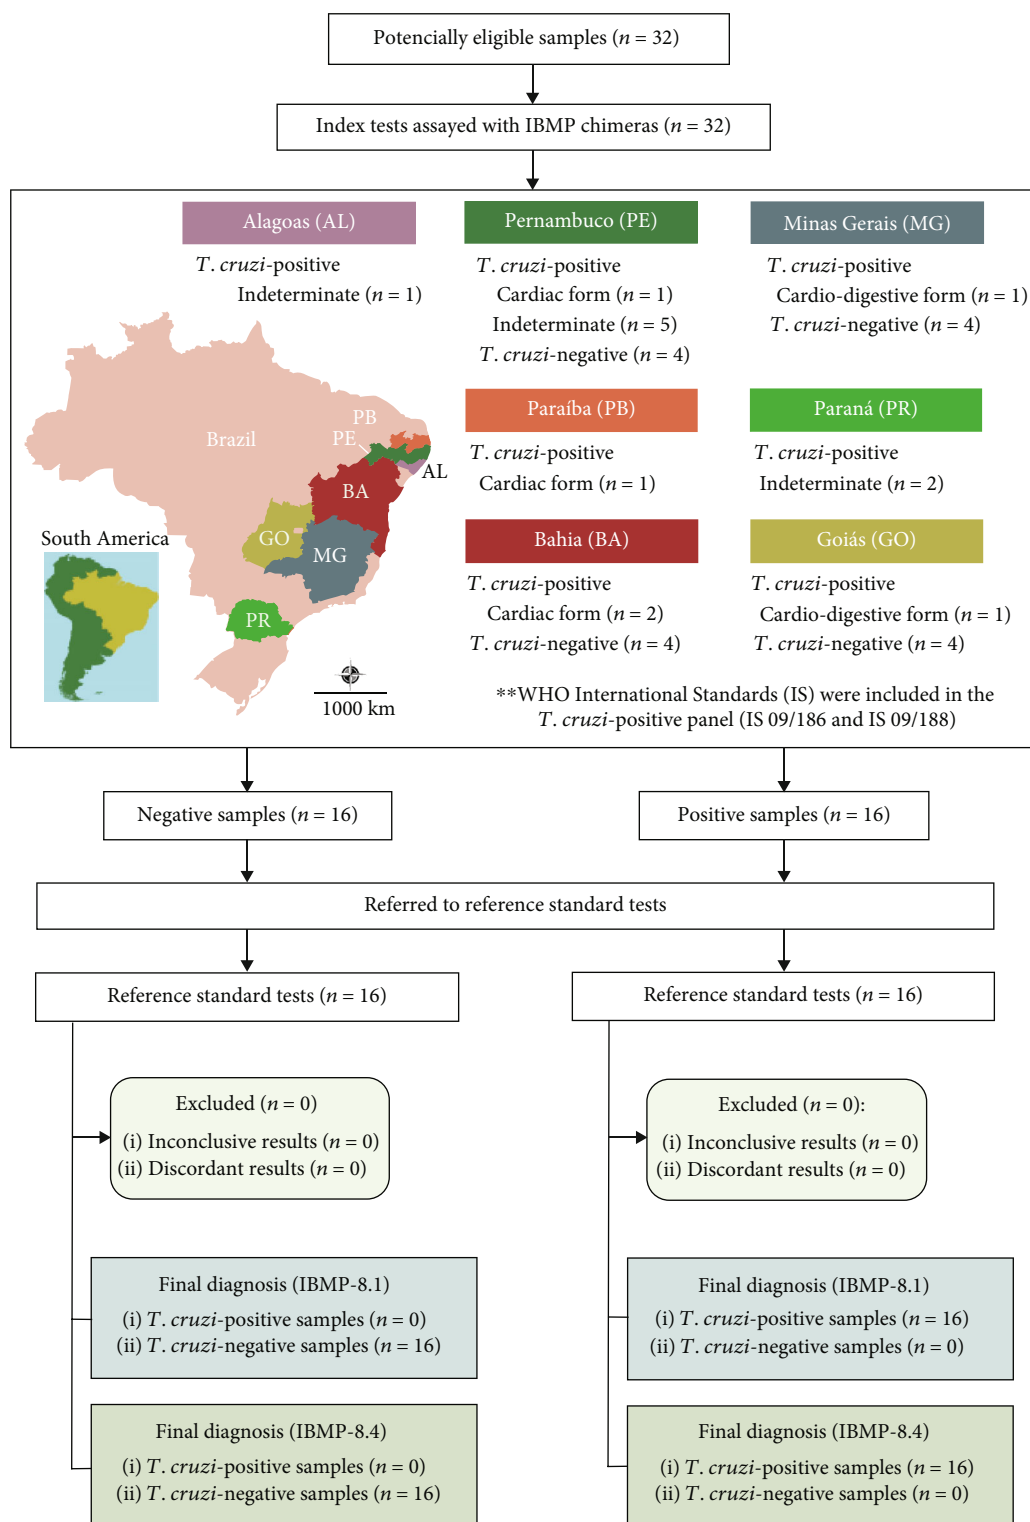 Potencially eligible samples (n = 32)
Index tests assayed with IBMP chimeras (n = 32)
Alagoas (AL)
T. cruzi-positive
Indeterminate (n = 1)
Pernambuco (PE)
T. cruzi-positive
Cardiac form (n = 1)
Indeterminate (n = 5)
T. cruzi-negative (n = 4)
Minas Gerais (MG)
T. cruzi-positive
Cardio-digestive form (n = 1)
T. cruzi-negative (n = 4)
Paraíba (PB)
T. cruzi-positive
Cardiac form (n = 1)
Paraná (PR)
T. cruzi-positive
Indeterminate (n = 2)
Bahia (BA)
T. cruzi-positive
Cardiac form (n = 2)
T. cruzi-negative (n = 4)
Goiás (GO)
T. cruzi-positive
Cardio-digestive form (n = 1)
T. cruzi-negative (n = 4)
Brazil
PB
PE
AL
BA
GO
MG
PR
South America
1000 km
**WHO International Standards (IS) were included in the
T. cruzi-positive panel (IS 09/186 and IS 09/188)
Negative samples (n = 16)
Positive samples (n = 16)
Referred to reference standard tests
Reference standard tests (n = 16)
Reference standard tests (n = 16)
Excluded (n = 0)
(i) Inconclusive results (n = 0)
(ii) Discordant results (n = 0)
Excluded (n = 0):
(i) Inconclusive results (n = 0)
(ii) Discordant results (n = 0)
Final diagnosis (IBMP-8.1)
(i) T. cruzi-positive samples (n = 0)
(ii) T. cruzi-negative samples (n = 16)
Final diagnosis (IBMP-8.1)
(i) T. cruzi-positive samples (n = 16)
(ii) T. cruzi-negative samples (n = 0)
Final diagnosis (IBMP-8.4)
(i) T. cruzi-positive samples (n = 0)
(ii) T. cruzi-negative samples (n = 16)
Final diagnosis (IBMP-8.4)
(i) T. cruzi-positive samples (n = 16)
(ii) T. cruzi-negative samples (n = 0)